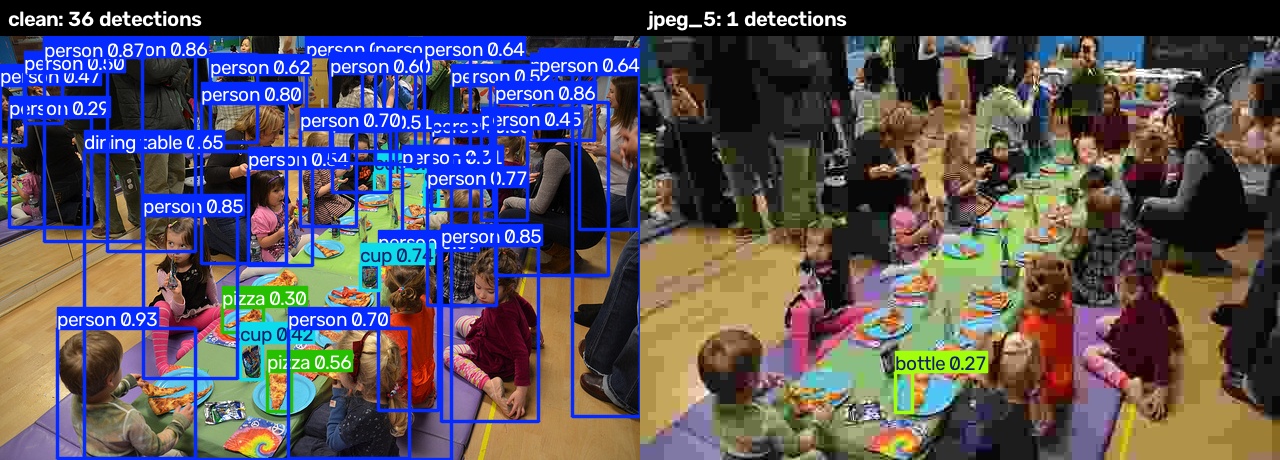 clean: 36 detections
jpeg_5: 1 detections
person 0.87
on 0.86
person 0.64
person 0.62
person 0.60
person 0.64
person 0.47
person 0.80
person 0.86
person 0.29
person 0.70
person 0.45
dining table 0.65
person 0.54
person 0.77
person 0.85
person 0.85
cup 0.74
pizza 0.30
person 0.93
person 0.70
cup 0.42
pizza 0.56
bottle 0.27